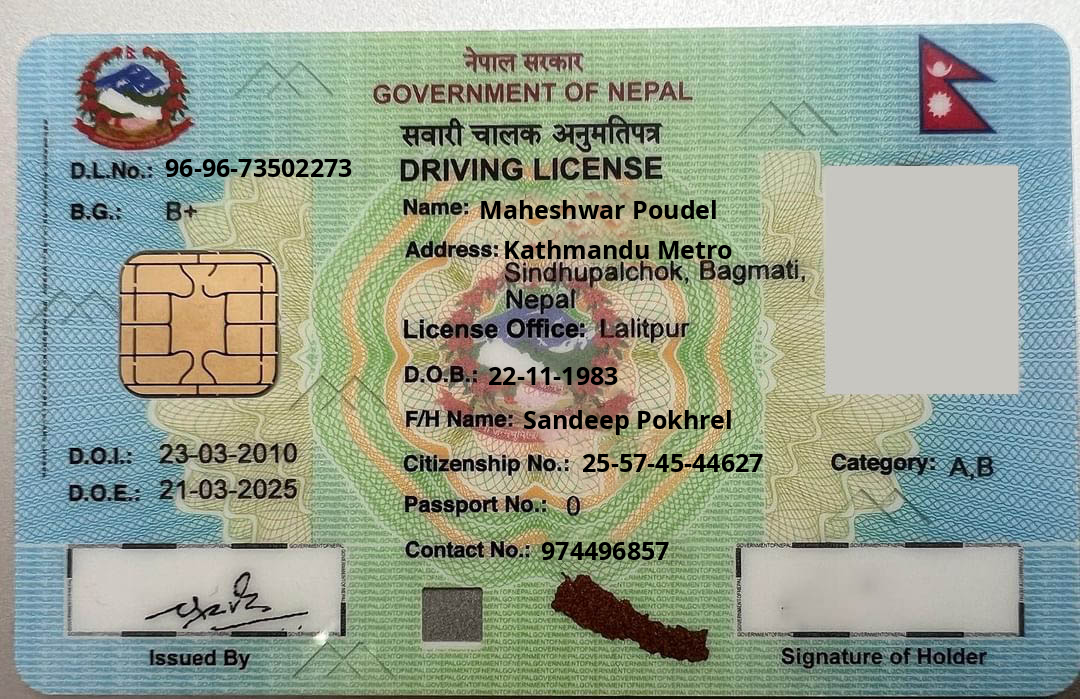 नेपाल सरकार
GOVERNMENT OF NEPAL
सवारी चालक अनुमतिपत्र
DRIVING LICENSE
D.L.No.: 96-96-73502273
B.G.: B+
Name: Maheshwar Poudel
Address: Kathmandu Metro
Sindhupalchok, Bagmati,
Nepal
License Office: Lalitpur
D.O.B.: 22-11-1983
F/H Name: Sandeep Pokhrel
D.O.I.: 23-03-2010
Citizenship No.: 25-57-45-44627
Category: A,B
D.O.E.: 21-03-2025
Passport No.: 0
Contact No.: 974496857
Issued By
Signature of Holder